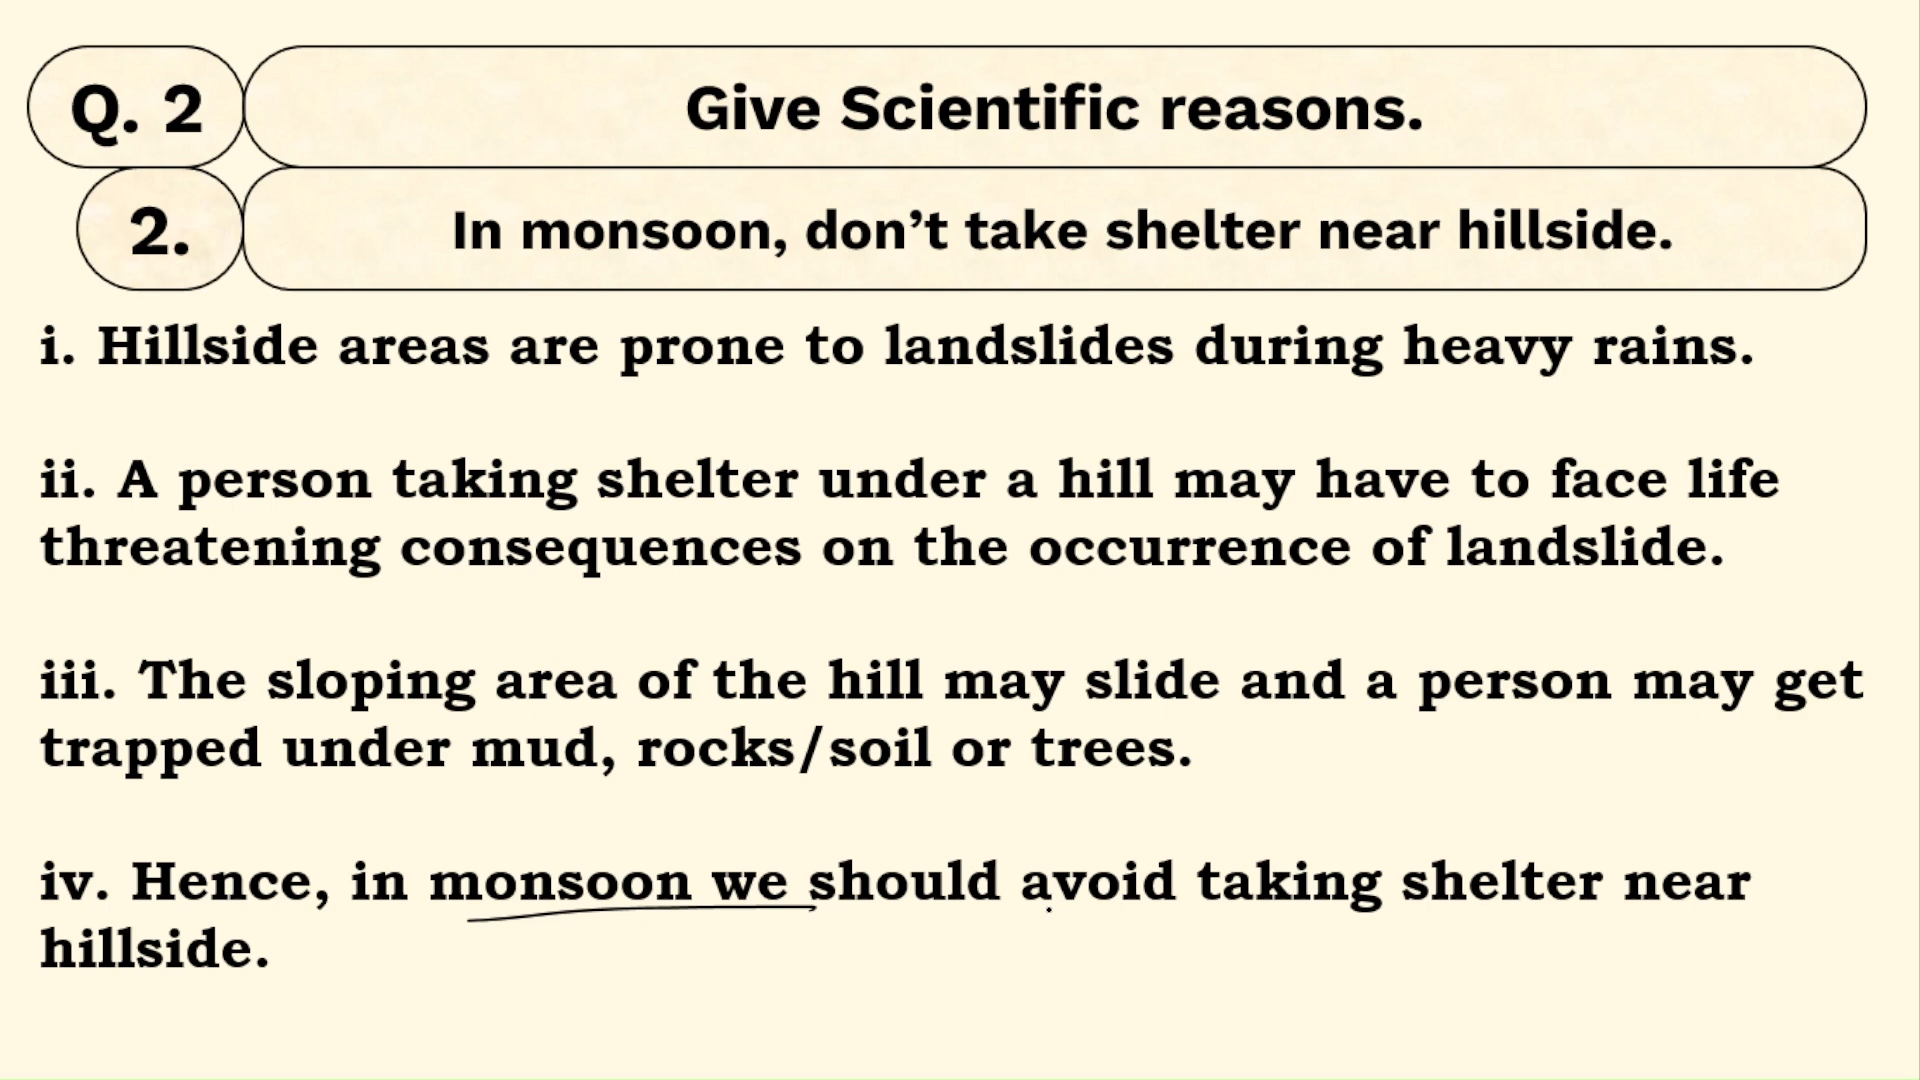 Q. 2 Give Scientific reasons.
2. In monsoon, don’t take shelter near hillside.
i. Hillside areas are prone to landslides during heavy rains.
ii. A person taking shelter under a hill may have to face life
threatening consequences on the occurrence of landslide.
iii. The sloping area of the hill may slide and a person may get
trapped under mud, rocks/soil or trees.
iv. Hence, in monsoon we should avoid taking shelter near
hillside.